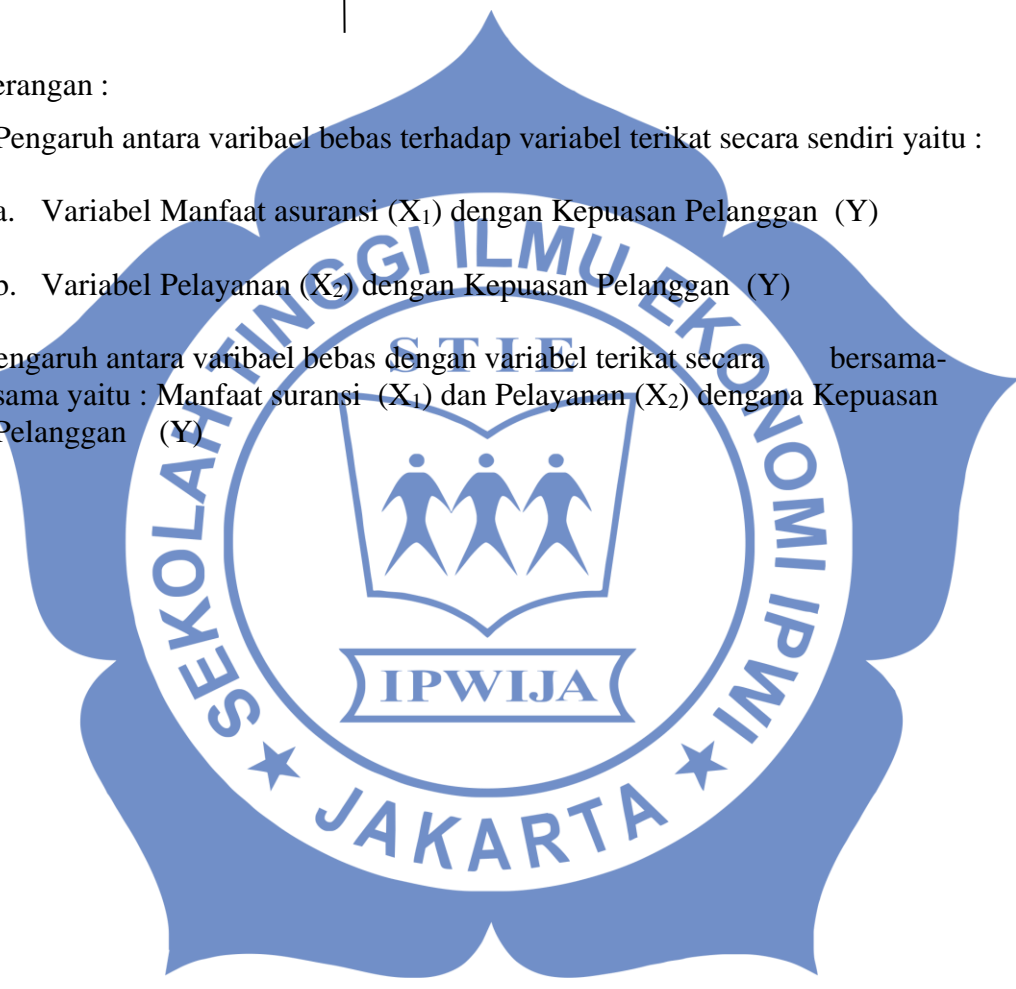 erangan :
Pengaruh antara varibael bebas terhadap variabel terikat secara sendiri yaitu :
a. Variabel Manfaat asuransi (X₁) dengan Kepuasan Pelanggan (Y)
b. Variabel Pelayanan (X₂) dengan Kepuasan Pelanggan (Y)
engaruh antara varibael bebas dengan variabel terikat secara bersama-
sama yaitu : Manfaat suransi (X₁) dan Pelayanan (X₂) dengana Kepuasan
Pelanggan (Y)
SEKOLAH TINGGI ILMU EKONOMI IPWI
STIE
IPWIJA
★ JAKARTA ★